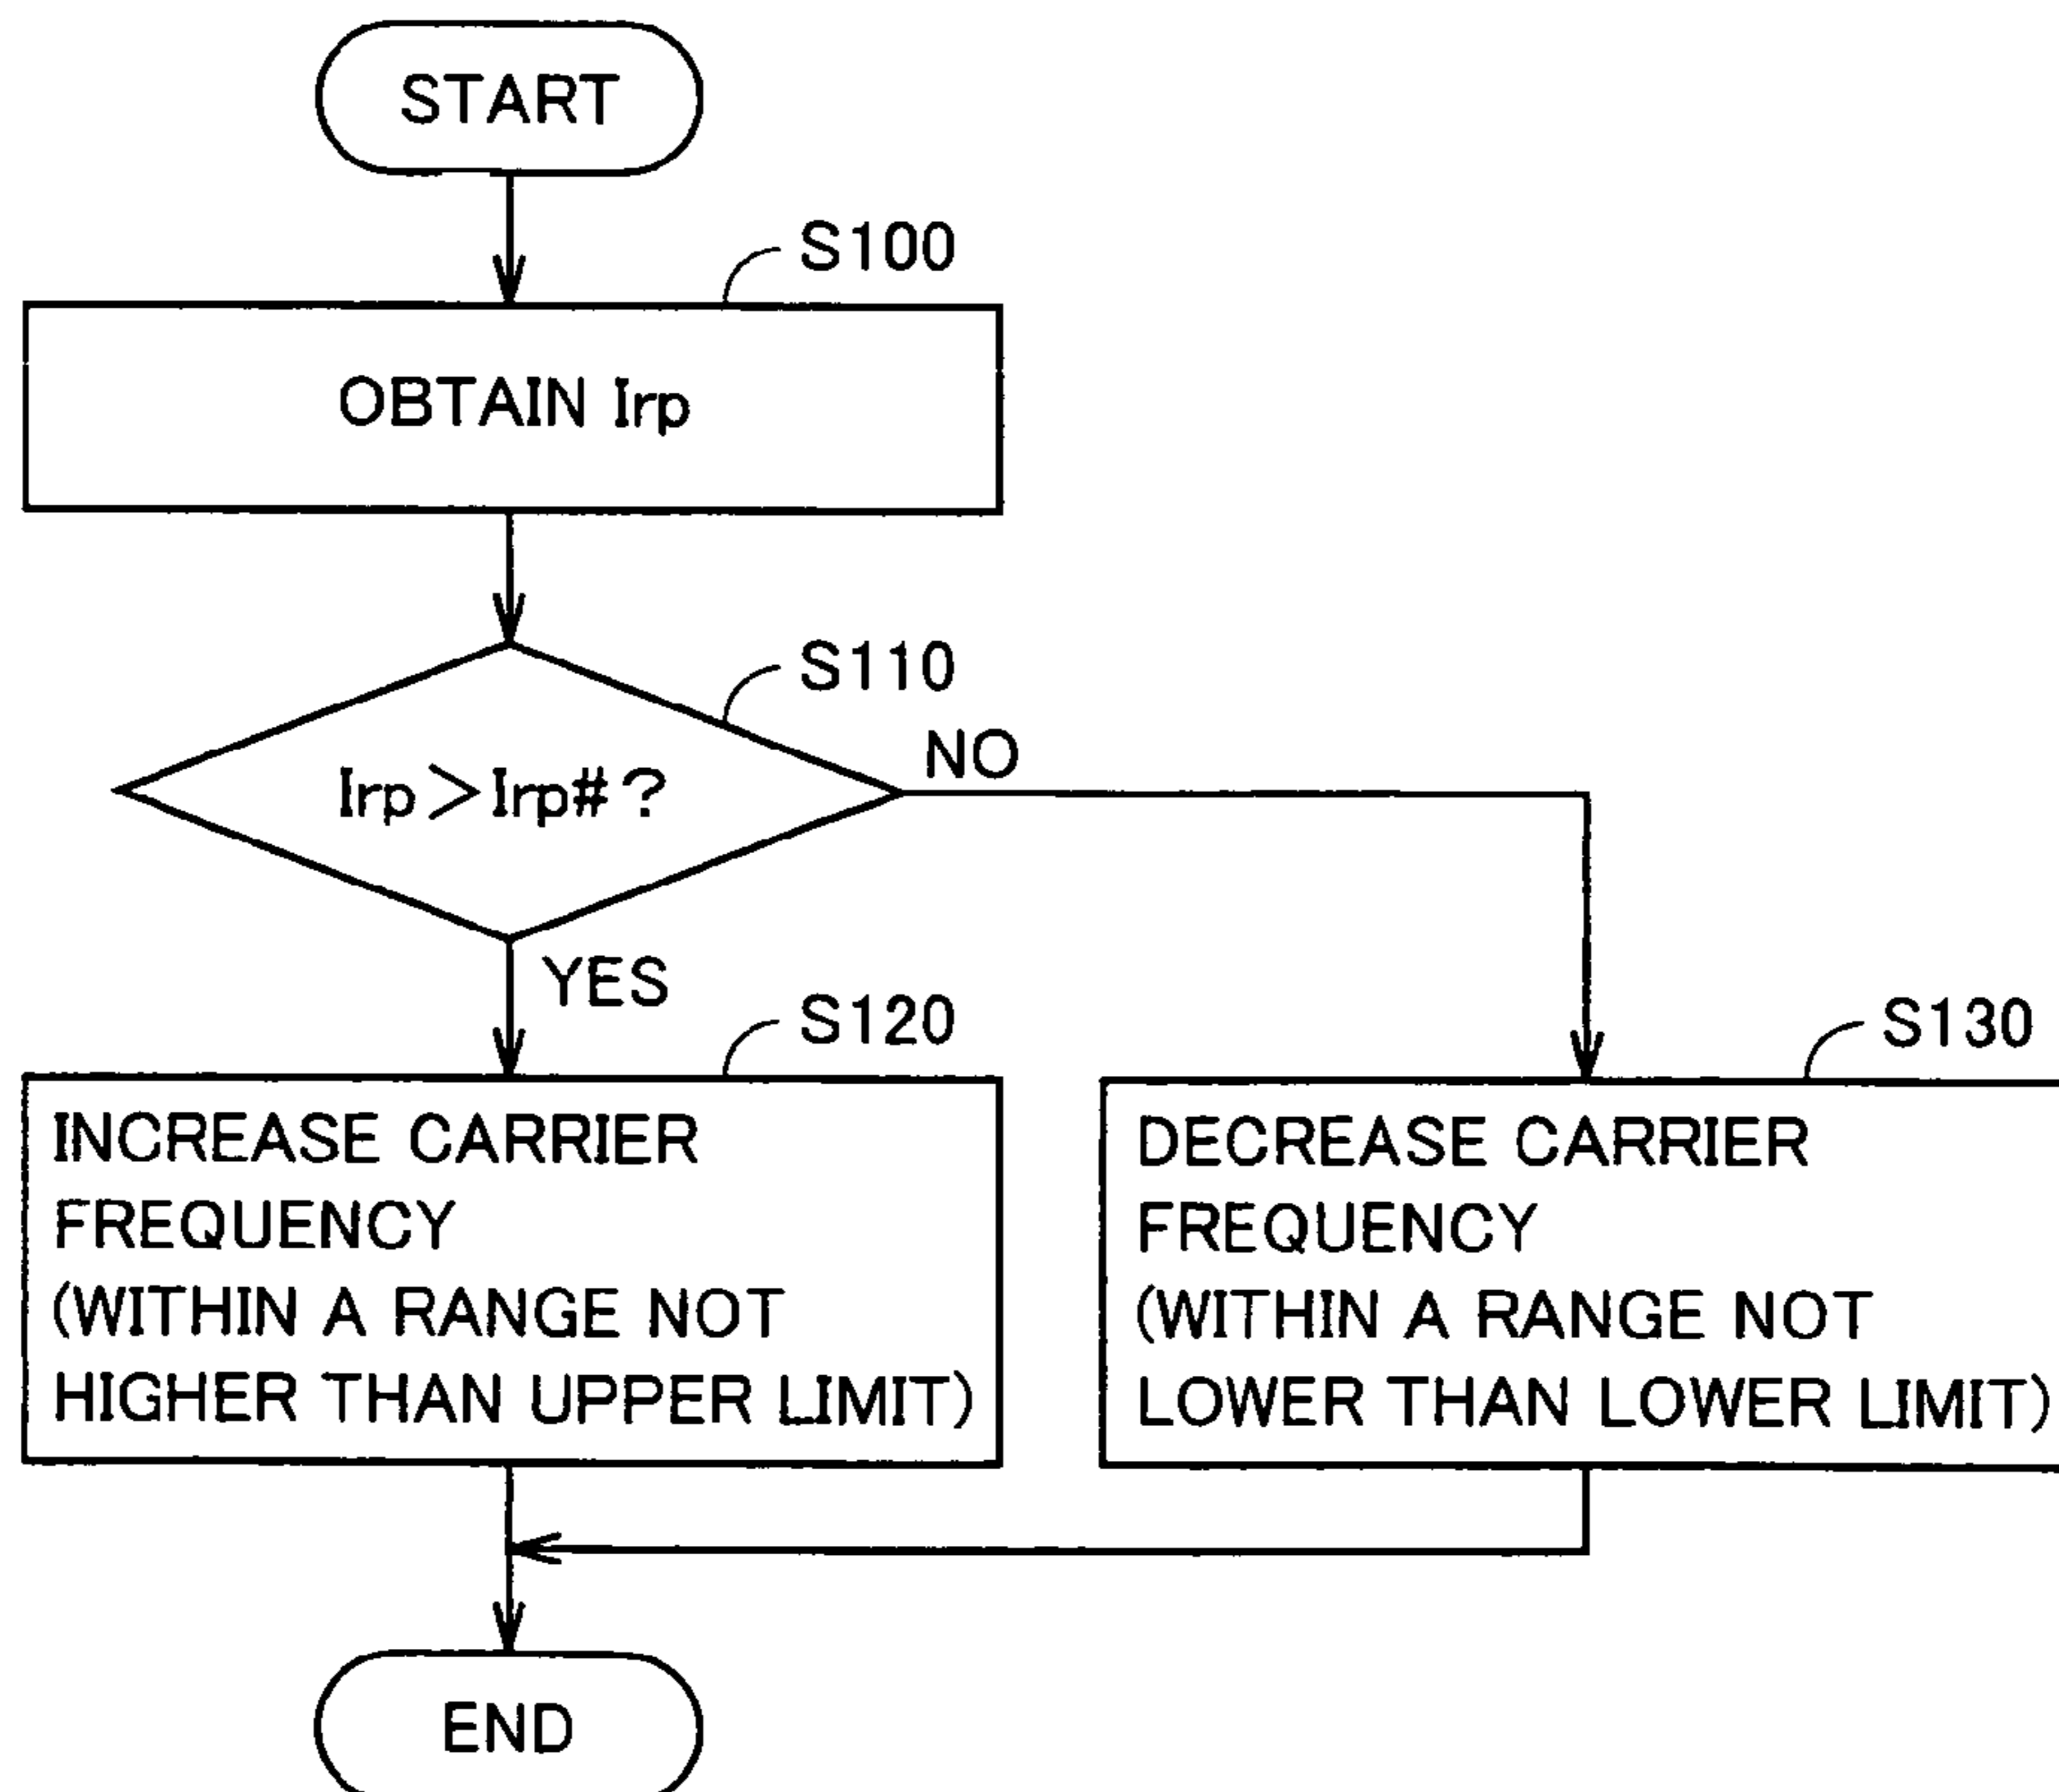 START
S100
OBTAIN Irp
S110
Irp>Irp#?
NO
YES
S120
INCREASE CARRIER
FREQUENCY
(WITHIN A RANGE NOT
HIGHER THAN UPPER LIMIT)
S130
DECREASE CARRIER
FREQUENCY
(WITHIN A RANGE NOT
LOWER THAN LOWER LIMIT)
END